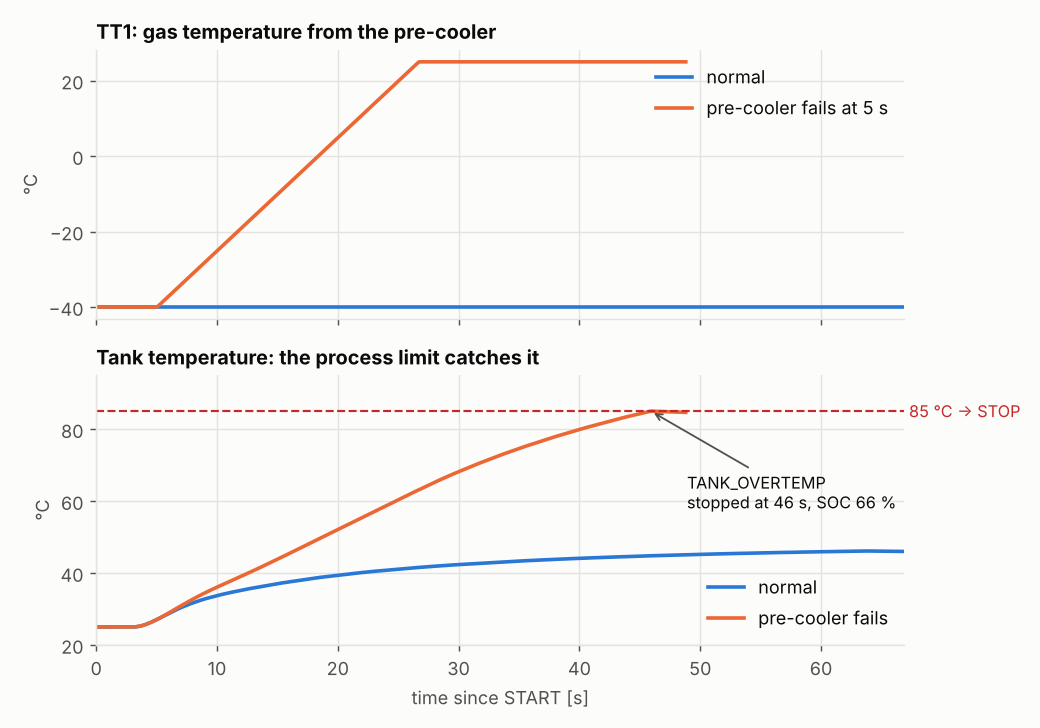 TT1: gas temperature from the pre-cooler
20
0
−20
−40
°C
normal
pre-cooler fails at 5 s
Tank temperature: the process limit catches it
80
60
40
20
°C
85 °C → STOP
TANK_OVERTEMP
stopped at 46 s, SOC 66 %
normal
pre-cooler fails
0 10 20 30 40 50 60
time since START [s]